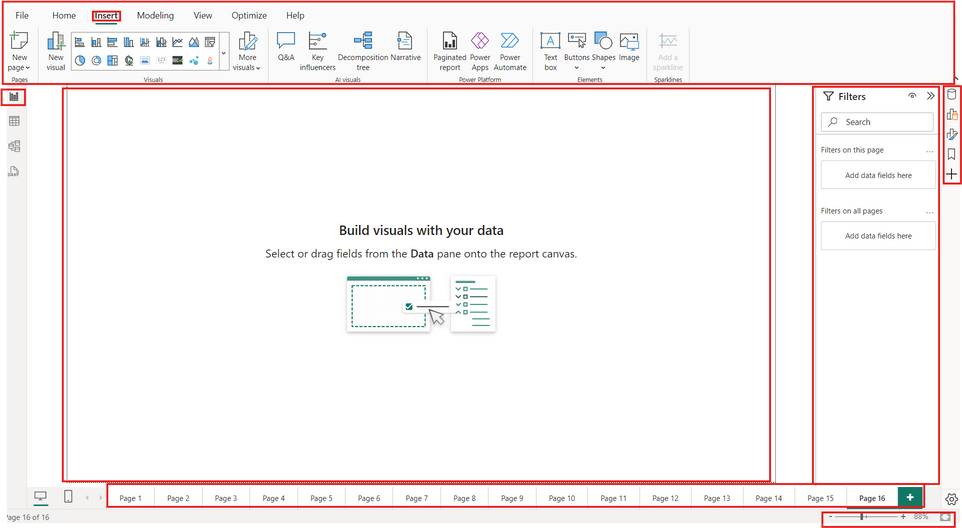 File Home Insert Modeling View Optimize Help
New page
New visual
More visuals
Q&A
Key influencers
Decomposition tree
Narrative
Paginated report
Power Apps
Power Automate
Text box
Buttons
Shapes
Image
Add a sparkline
Pages Visuals AI visuals Power Platform Elements Sparklines
Filters
Search
Filters on this page ...
Add data fields here
Filters on all pages ...
Add data fields here
Build visuals with your data
Select or drag fields from the Data pane onto the report canvas.
Page 1 Page 2 Page 3 Page 4 Page 5 Page 6 Page 7 Page 8 Page 9 Page 10 Page 11 Page 12 Page 13 Page 14 Page 15 Page 16 +
Page 16 of 16 - + 88%